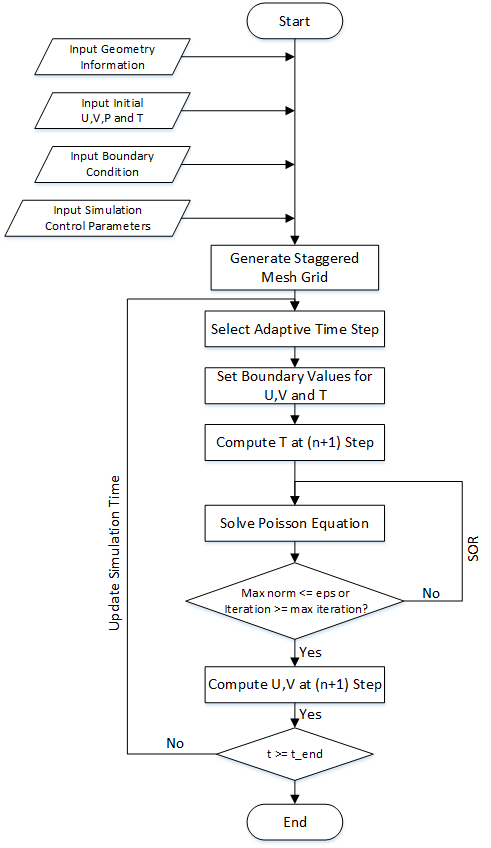 Start
Input Geometry
Information
Input Initial
U,V,P and T
Input Boundary
Condition
Input Simulation
Control Parameters
Generate Staggered
Mesh Grid
Select Adaptive Time Step
Set Boundary Values for
U,V and T
Compute T at (n+1) Step
Solve Poisson Equation
SOR
Max norm <= eps or
Iteration >= max iteration?
No
Yes
Compute U,V at (n+1) Step
Yes
t >= t_end
No
Update Simulation Time
End